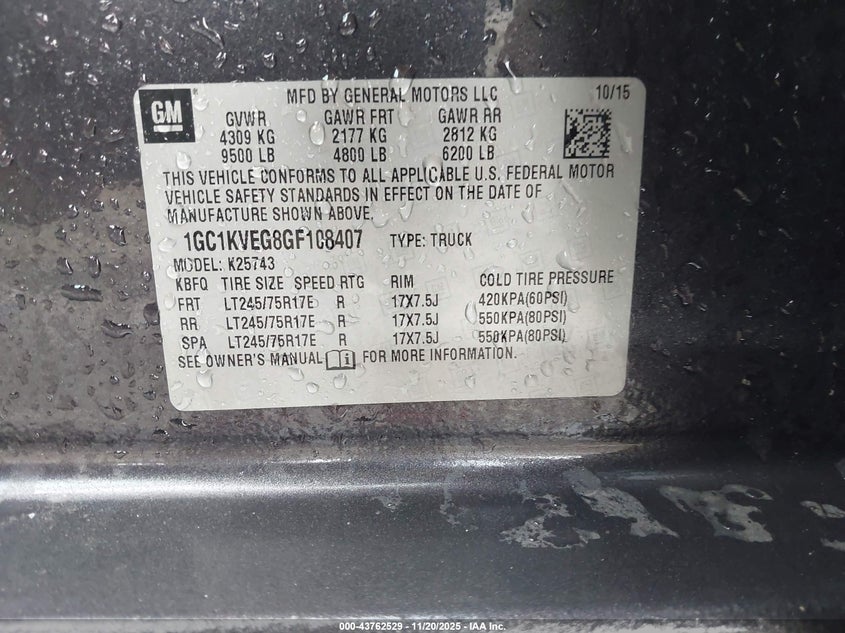 GM
MFD BY GENERAL MOTORS LLC 10/15
GVWR GAWR FRT GAWR RR
4309 KG 2177 KG 2812 KG
9500 LB 4800 LB 6200 LB
THIS VEHICLE CONFORMS TO ALL APPLICABLE U.S. FEDERAL MOTOR
VEHICLE SAFETY STANDARDS IN EFFECT ON THE DATE OF
MANUFACTURE SHOWN ABOVE.
1GC1KVEG8GF108407 TYPE: TRUCK
MODEL: K25743
KBFQ TIRE SIZE SPEED RTG RIM COLD TIRE PRESSURE
FRT LT245/75R17E R 17X7.5J 420KPA(60PSI)
RR LT245/75R17E R 17X7.5J 550KPA(80PSI)
SPA LT245/75R17E R 17X7.5J 550KPA(80PSI)
SEE OWNER'S MANUAL FOR MORE INFORMATION.
000-43762529 - 11/20/2025 - IAA Inc.